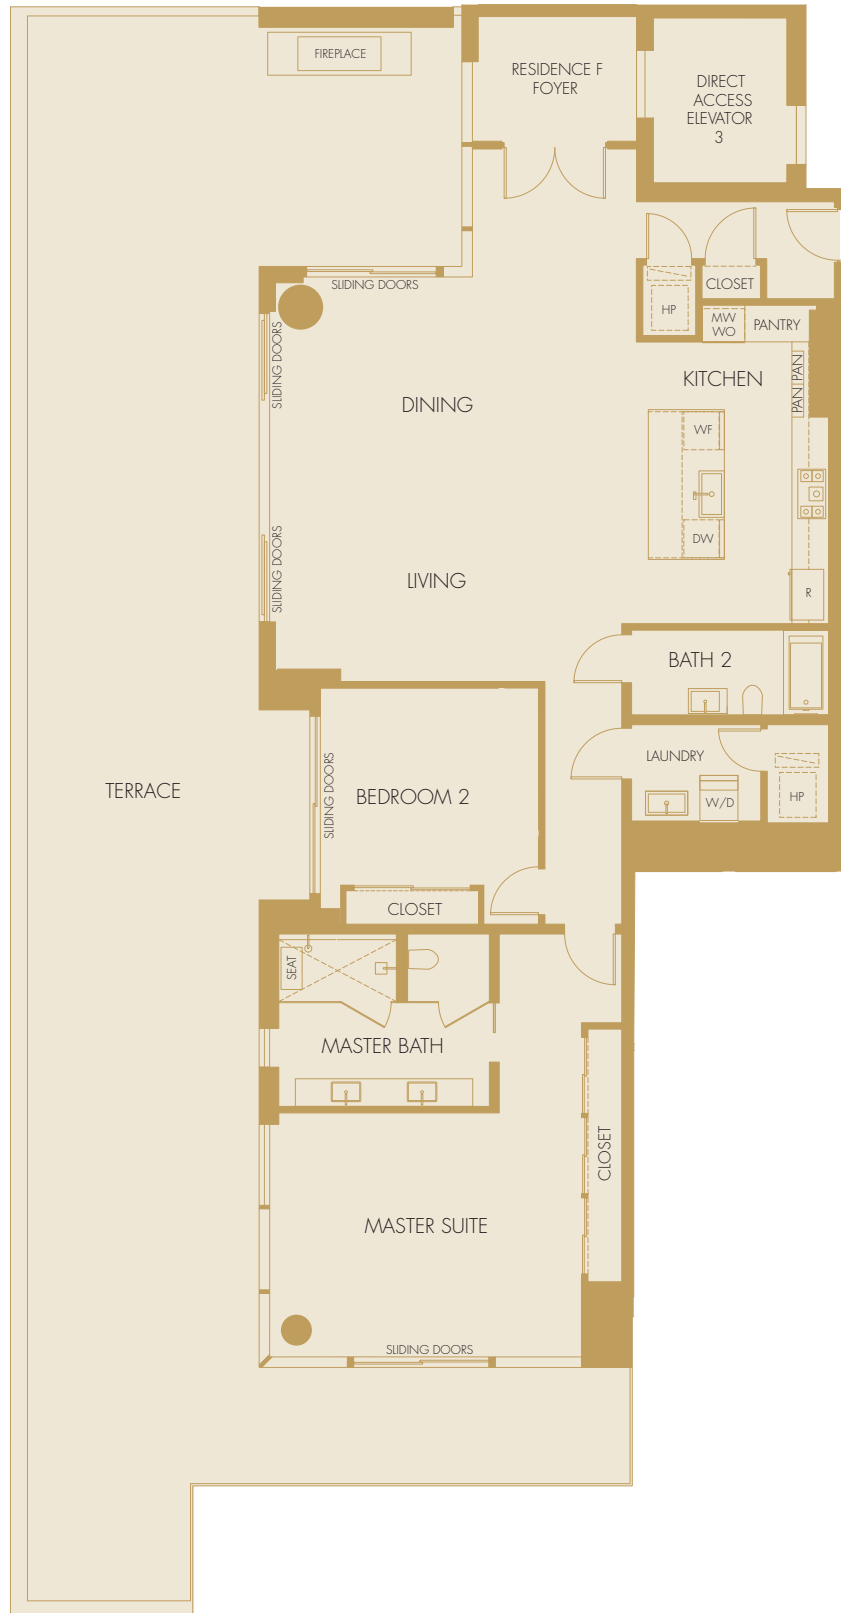 FIREPLACE
RESIDENCE F
FOYER
DIRECT
ACCESS
ELEVATOR
3
SLIDING DOORS
CLOSET
HP
MW
WO
PANTRY
SLIDING DOORS
KITCHEN
PAN PAN
DINING
WF
SLIDING DOORS
DW
LIVING
R
BATH 2
LAUNDRY
TERRACE
SLIDING DOORS
BEDROOM 2
W/D
HP
CLOSET
SEAT
MASTER BATH
CLOSET
MASTER SUITE
SLIDING DOORS